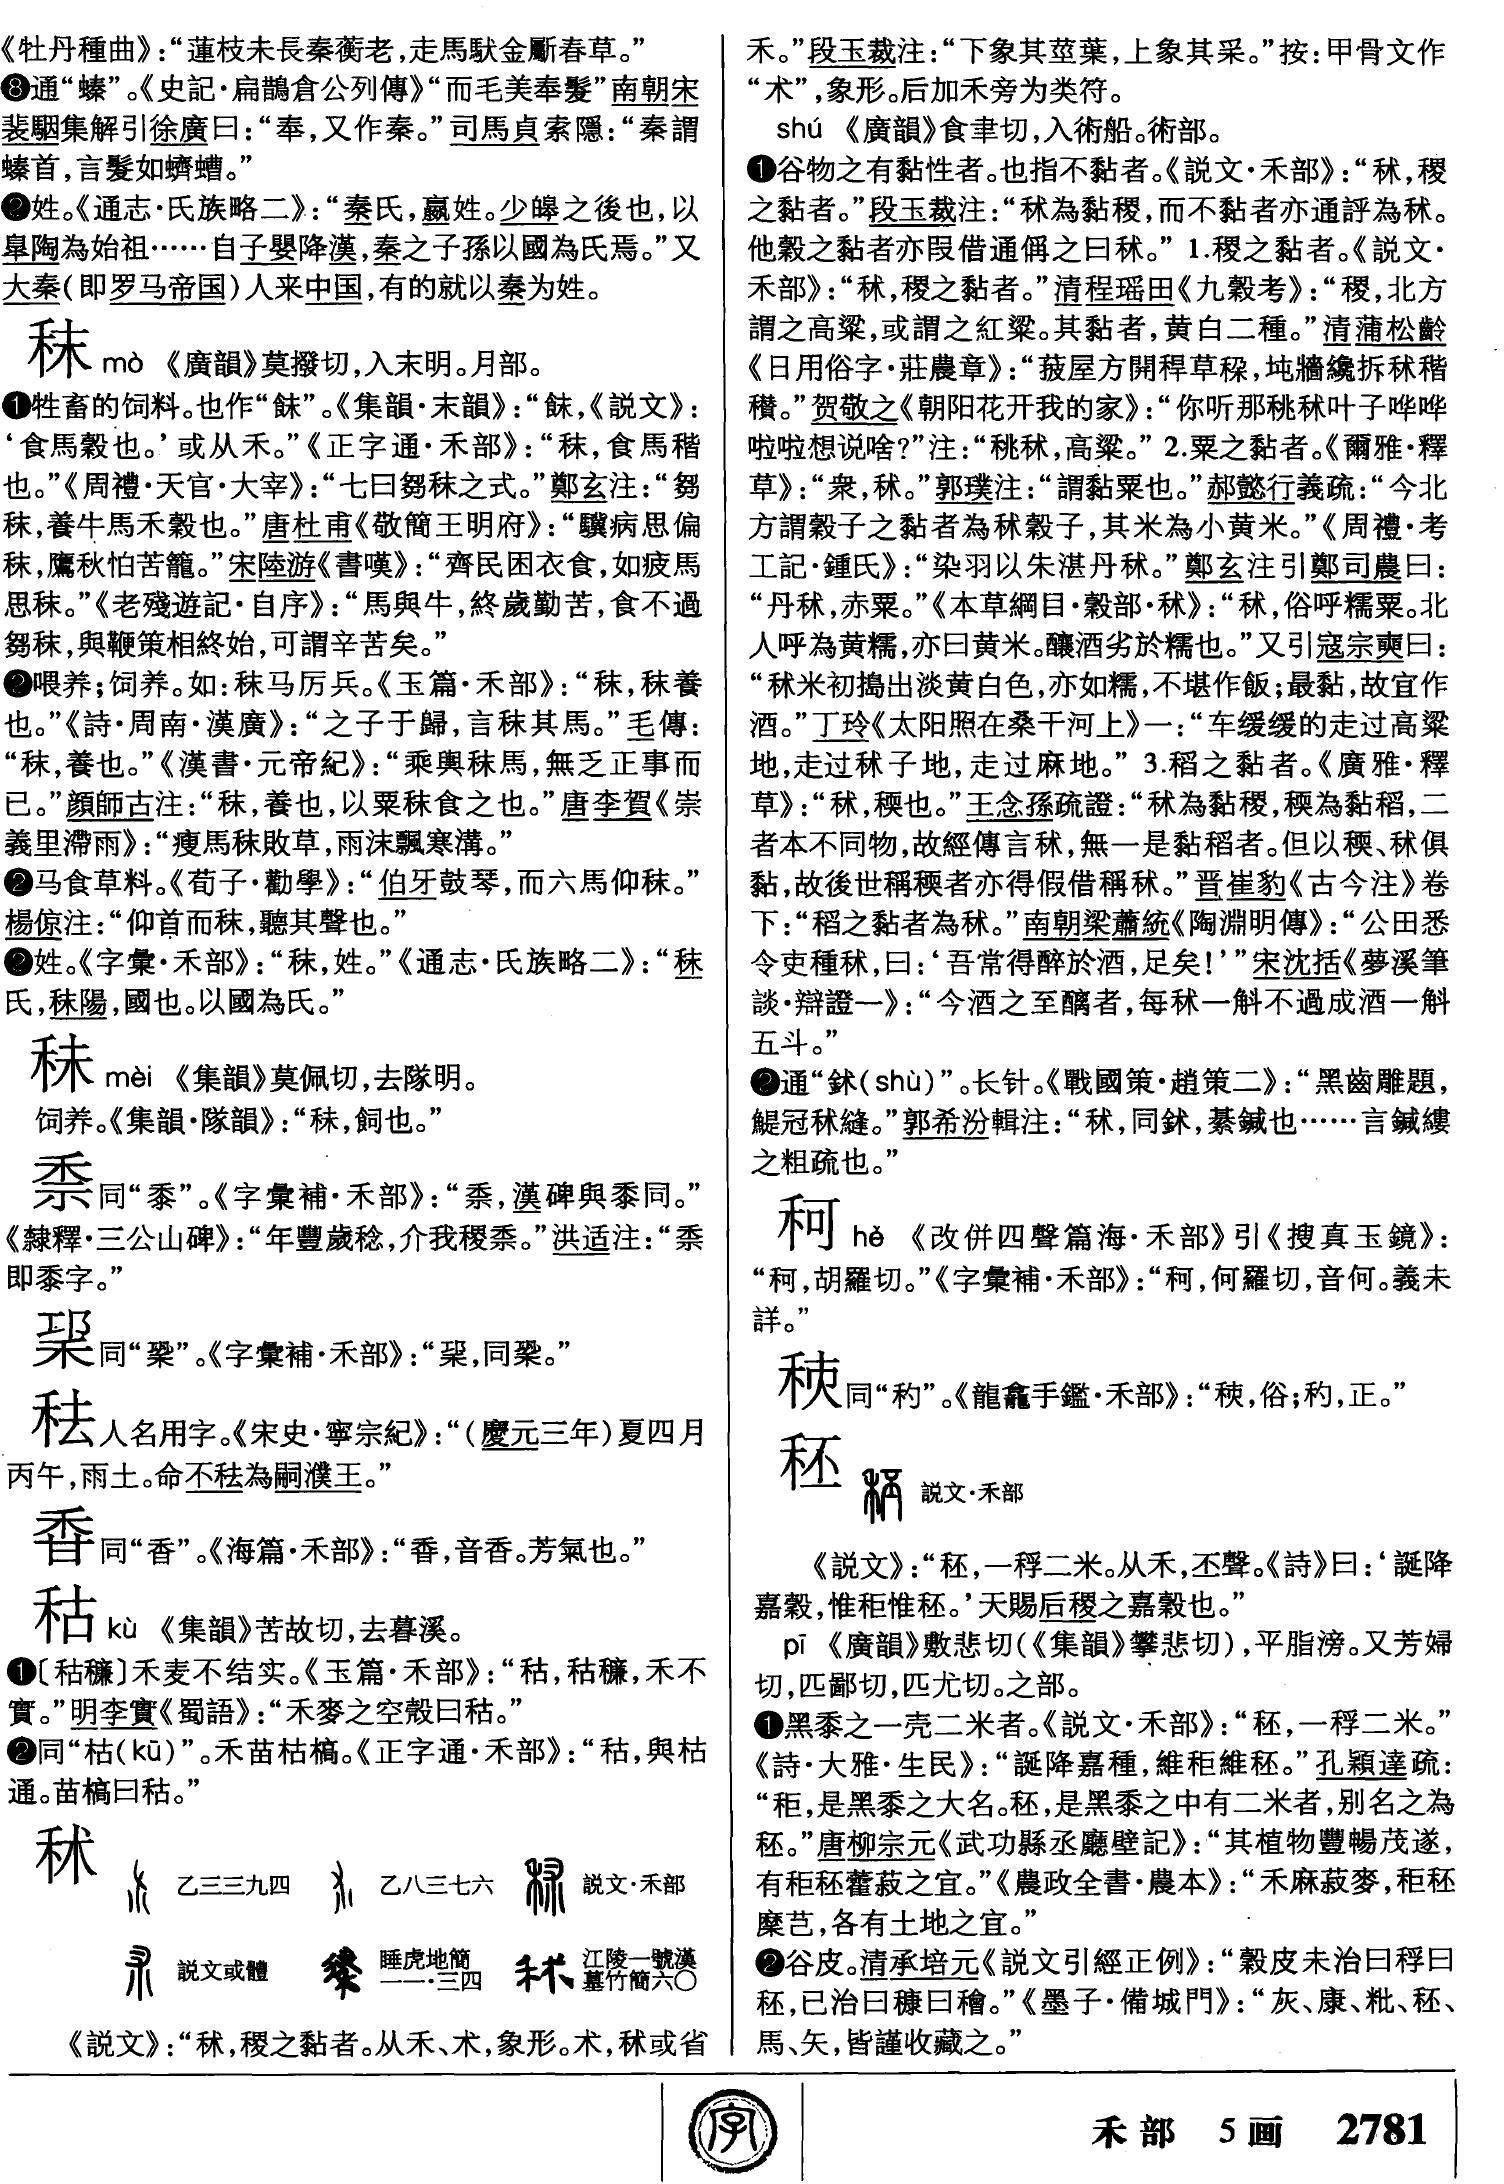 《牡丹種曲》：“蓮枝未長秦蘅老，走馬馱金斸春草。”
❽通“螓”。《史記·扁鵲倉公列傳》“而毛美奉髮”南朝宋
裴駰集解引徐廣曰：“奉，又作秦。”司馬貞索隱：“秦謂
螓首，言髮如蠐螬。”
❷姓。《通志·氏族略二》：“秦氏，嬴姓。少皞之後也，以
皐陶為始祖……自子嬰降漢，秦之子孫以國為氏焉。”又
大秦（即罗马帝国）人来中国，有的就以秦为姓。
秣 mò 《廣韻》莫撥切，入末明。月部。
❶牲畜的饲料。也作“䬴”。《集韻·末韻》：“䬴，《説文》：
‘食馬穀也。’或从禾。”《正字通·禾部》：“秣，食馬稭
也。”《周禮·天官·大宰》：“七曰芻秣之式。”鄭玄注：“芻
秣，養牛馬禾穀也。”唐杜甫《敬簡王明府》：“驥病思偏
秣，鷹秋怕苦籠。”宋陸游《書嘆》：“齊民困衣食，如疲馬
思秣。”《老殘遊記·自序》：“馬與牛，終歲勤苦，食不過
芻秣，與鞭策相終始，可謂辛苦矣。”
❷喂养；饲养。如：秣马厉兵。《玉篇·禾部》：“秣，秣養
也。”《詩·周南·漢廣》：“之子于歸，言秣其馬。”毛傳：
“秣，養也。”《漢書·元帝紀》：“乘輿秣馬，無乏正事而
已。”顔師古注：“秣，養也，以粟秣食之也。”唐李賀《崇
義里滯雨》：“瘦馬秣敗草，雨沫飄寒溝。”
❷马食草料。《荀子·勸學》：“伯牙鼓琴，而六馬仰秣。”
楊倞注：“仰首而秣，聽其聲也。”
❷姓。《字彙·禾部》：“秣，姓。”《通志·氏族略二》：“秣
氏，秣陽，國也。以國為氏。”
䄛 mèi 《集韻》莫佩切，去隊明。
饲养。《集韻·隊韻》：“䄛，飼也。”
同“黍”。《字彙補·禾部》：“，漢碑與黍同。”
《隸釋·三公山碑》：“年豐歲稔，介我稷。”洪适注：“
即黍字。”
同“粱”。《字彙補·禾部》：“，同粱。”
人名用字。《宋史·寧宗紀》：“（慶元三年）夏四月
丙午，雨土。命不為嗣濮王。”
同“香”。《海篇·禾部》：“，音香。芳氣也。”
秙 kù 《集韻》苦故切，去暮溪。
❶〔秙穅〕禾麦不结实。《玉篇·禾部》：“秙，秙穅，禾不
實。”明李實《蜀語》：“禾麥之空殻曰秙。”
❷同“枯（kū）”。禾苗枯槁。《正字通·禾部》：“秙，與枯
通。苗槁曰秙。”
秫 乙三三九四 乙八三七六 説文·禾部
説文或體 睡虎地簡一一·三四 江陵一號漢墓竹簡六〇
《説文》：“秫，稷之黏者。从禾、朮，象形。朮，秫或省
禾。”段玉裁注：“下象其莖葉，上象其采。”按：甲骨文作
“朮”，象形。后加禾旁为类符。
shú 《廣韻》食聿切，入術船。術部。
❶谷物之有黏性者。也指不黏者。《説文·禾部》：“秫，稷
之黏者。”段玉裁注：“秫為黏稷，而不黏者亦通評為秫。
他穀之黏者亦叚借通偁之曰秫。” 1.稷之黏者。《説文·
禾部》：“秫，稷之黏者。”清程瑶田《九穀考》：“稷，北方
謂之高粱，或謂之紅粱。其黏者，黄白二種。”清蒲松齡
《日用俗字·莊農章》：“菝屋方開稈草稞，坉牆纔拆秫稭
穳。”贺敬之《朝阳花开我的家》：“你听那秫叶子哗哗
啦啦想说啥？”注：“秫，高粱。” 2.粟之黏者。《爾雅·釋
草》：“衆，秫。”郭璞注：“謂黏粟也。”郝懿行義疏：“今北
方謂穀子之黏者為秫穀子，其米為小黄米。”《周禮·考
工記·鍾氏》：“染羽以朱湛丹秫。”鄭玄注引鄭司農曰：
“丹秫，赤粟。”《本草綱目·穀部·秫》：“秫，俗呼糯粟。北
人呼為黄糯，亦曰黄米。釀酒劣於糯也。”又引寇宗奭曰：
“秫米初搗出淡黄白色，亦如糯，不堪作飯；最黏，故宜作
酒。”丁玲《太阳照在桑干河上》一：“车缓缓的走过高粱
地，走过秫子地，走过麻地。” 3.稻之黏者。《廣雅·釋
草》：“秫，稬也。”王念孫疏證：“秫為黏稷，稬為黏稻，二
者本不同物，故經傳言秫，無一是黏稻者。但以稬、秫俱
黏，故後世稱稬者亦得假借稱秫。”晋崔豹《古今注》卷
下：“稻之黏者為秫。”南朝梁蕭統《陶淵明傳》：“公田悉
令吏種秫，曰：‘吾常得醉於酒，足矣！’”宋沈括《夢溪筆
談·辯證一》：“今酒之至醨者，每秫一斛不過成酒一斛
五斗。”
❷通“鉥（shù）”。长针。《戰國策·趙策二》：“黑齒雕題，
鯷冠秫縫。”郭希汾輯注：“秫，同鉥，綦鍼也……言鍼縷
之粗疏也。”
hě 《改併四聲篇海·禾部》引《搜真玉鏡》：
“，胡羅切。”《字彙補·禾部》：“，何羅切，音何。義未
詳。”
同“䄪”。《龍龕手鑑·禾部》：“，俗；，正。”
秠 説文·禾部
《説文》：“秠，一稃二米。从禾，丕聲。《詩》曰：‘誕降
嘉穀，惟秬惟秠。’天賜后稷之嘉穀也。”
pī 《廣韻》敷悲切（《集韻》攀悲切），平脂滂。又芳婦
切，匹鄙切，匹尤切。之部。
❶黑黍之一壳二米者。《説文·禾部》：“秠，一稃二米。”
《詩·大雅·生民》：“誕降嘉種，維秬維秠。”孔穎達疏：
“秬，是黑黍之大名。秠，是黑黍之中有二米者，别名之為
秠。”唐柳宗元《武功縣丞廳壁記》：“其植物豐暢茂遂，
有秬秠藿菽之宜。”《農政全書·農本》：“禾麻菽麥，秬秠
穈芑，各有土地之宜。”
❷谷皮。清承培元《説文引經正例》：“穀皮未治曰稃曰
秠，已治曰穅曰䅤。”《墨子·備城門》：“灰、康、粃、秠、
馬、矢，皆謹收藏之。”
字
禾部 5画 2781